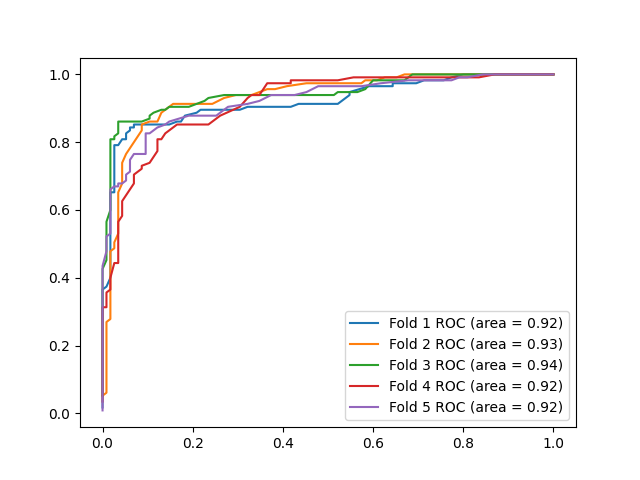 1.0
0.8
0.6
0.4
0.2
0.0
Fold 1 ROC (area = 0.92)
Fold 2 ROC (area = 0.93)
Fold 3 ROC (area = 0.94)
Fold 4 ROC (area = 0.92)
Fold 5 ROC (area = 0.92)
0.0 0.2 0.4 0.6 0.8 1.0